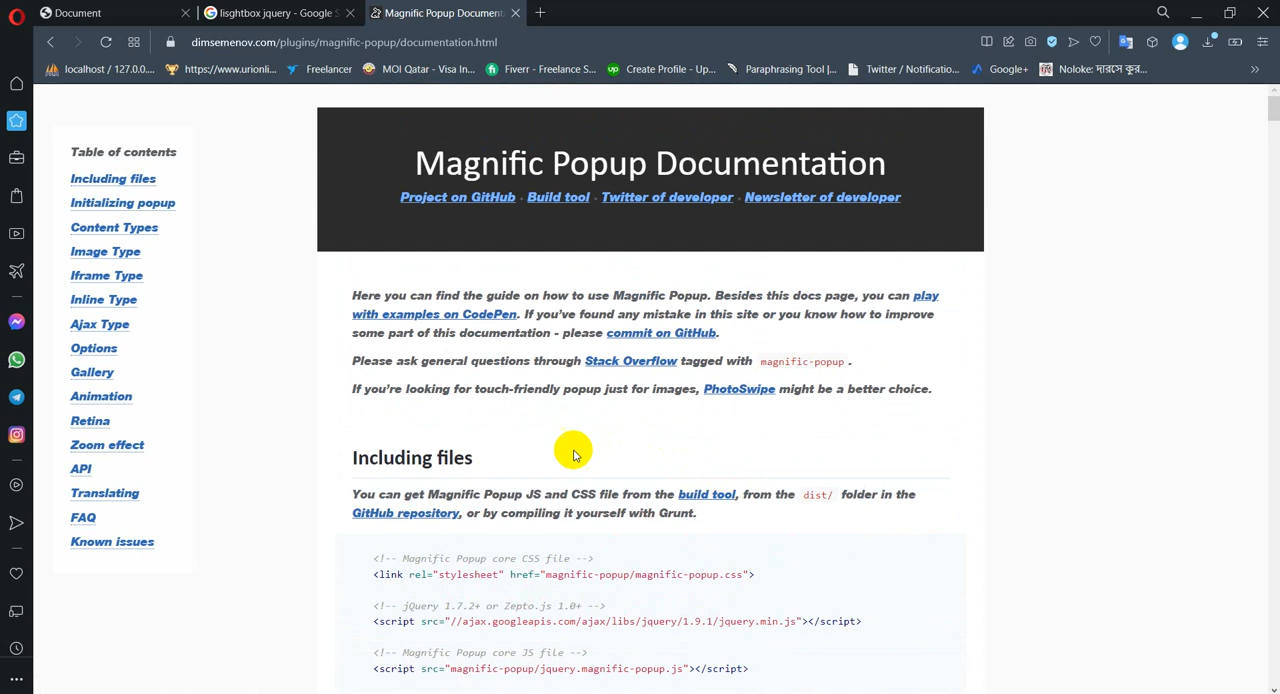 Document
lisghtbox jquery - Google S
Magnific Popup Document
dimsemenov.com/plugins/magnific-popup/documentation.html
localhost / 127.0.0....
https://www.urionli...
Freelancer
MOI Qatar - Visa In...
Fiverr - Freelance S...
Create Profile - Up...
Paraphrasing Tool |...
Twitter / Notificatio...
Google+
Noloke: দারসে কুর...
Table of contents
Including files
Initializing popup
Content Types
Image Type
Iframe Type
Inline Type
Ajax Type
Options
Gallery
Animation
Retina
Zoom effect
API
Translating
FAQ
Known issues
Magnific Popup Documentation
Project on GitHub · Build tool · Twitter of developer · Newsletter of developer
Here you can find the guide on how to use Magnific Popup. Besides this docs page, you can play
with examples on CodePen. If you've found any mistake in this site or you know how to improve
some part of this documentation - please commit on GitHub.
Please ask general questions through Stack Overflow tagged with magnific-popup.
If you're looking for touch-friendly popup just for images, PhotoSwipe might be a better choice.
Including files
You can get Magnific Popup JS and CSS file from the build tool, from the dist/ folder in the
GitHub repository, or by compiling it yourself with Grunt.
<!-- Magnific Popup core CSS file -->
<link rel="stylesheet" href="magnific-popup/magnific-popup.css">
<!-- jQuery 1.7.2+ or Zepto.js 1.0+ -->
<script src="//ajax.googleapis.com/ajax/libs/jquery/1.9.1/jquery.min.js"></script>
<!-- Magnific Popup core JS file -->
<script src="magnific-popup/jquery.magnific-popup.js"></script>